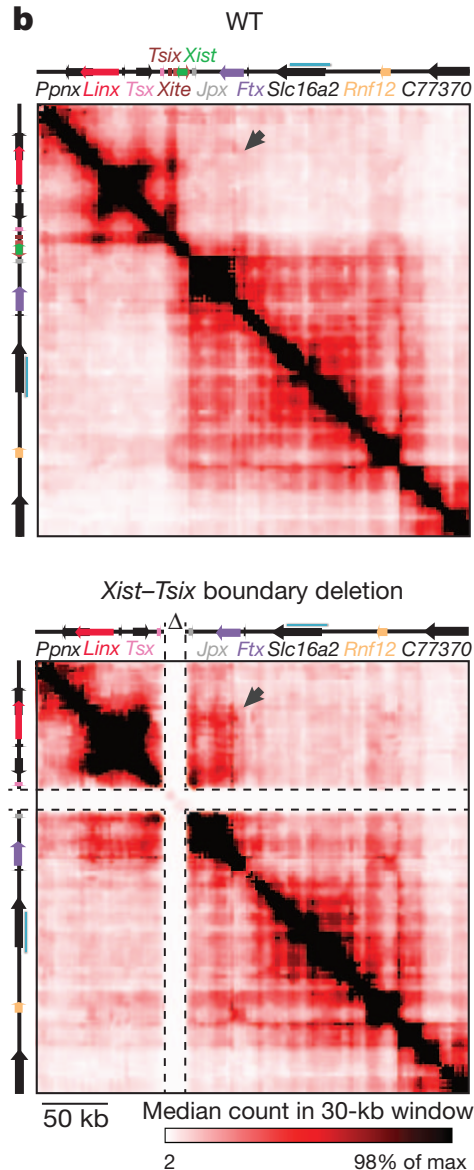 b
WT
Tsix Xist
Ppnx Linx Tsx Xite Jpx Ftx Slc16a2 Rnf12 C77370
Xist–Tsix boundary deletion
Δ
Ppnx Linx Tsx Jpx Ftx Slc16a2 Rnf12 C77370
50 kb
Median count in 30-kb window
2 98% of max